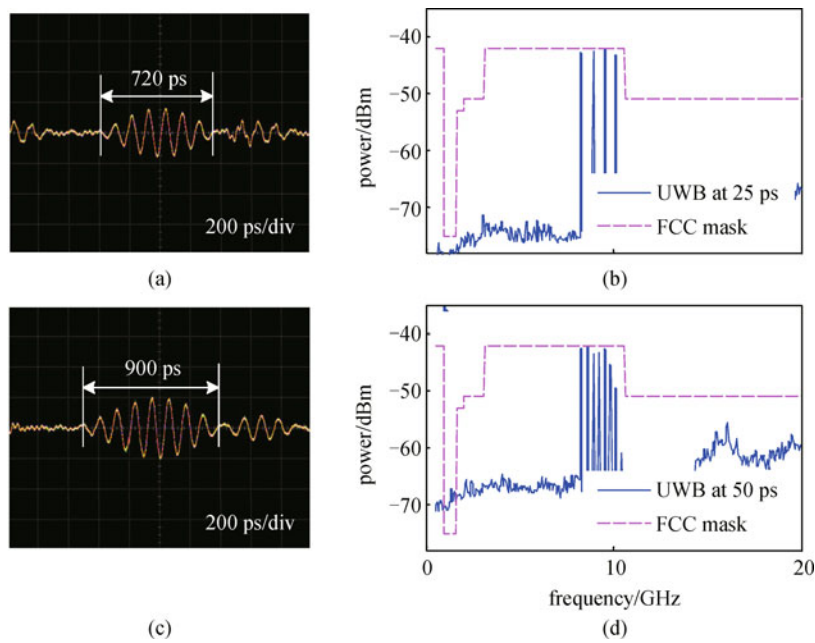 720 ps
200 ps/div
(a)
power/dBm
−40
−50
−60
−70
UWB at 25 ps
FCC mask
(b)
900 ps
200 ps/div
(c)
power/dBm
−40
−50
−60
−70
UWB at 50 ps
FCC mask
0
10
20
frequency/GHz
(d)